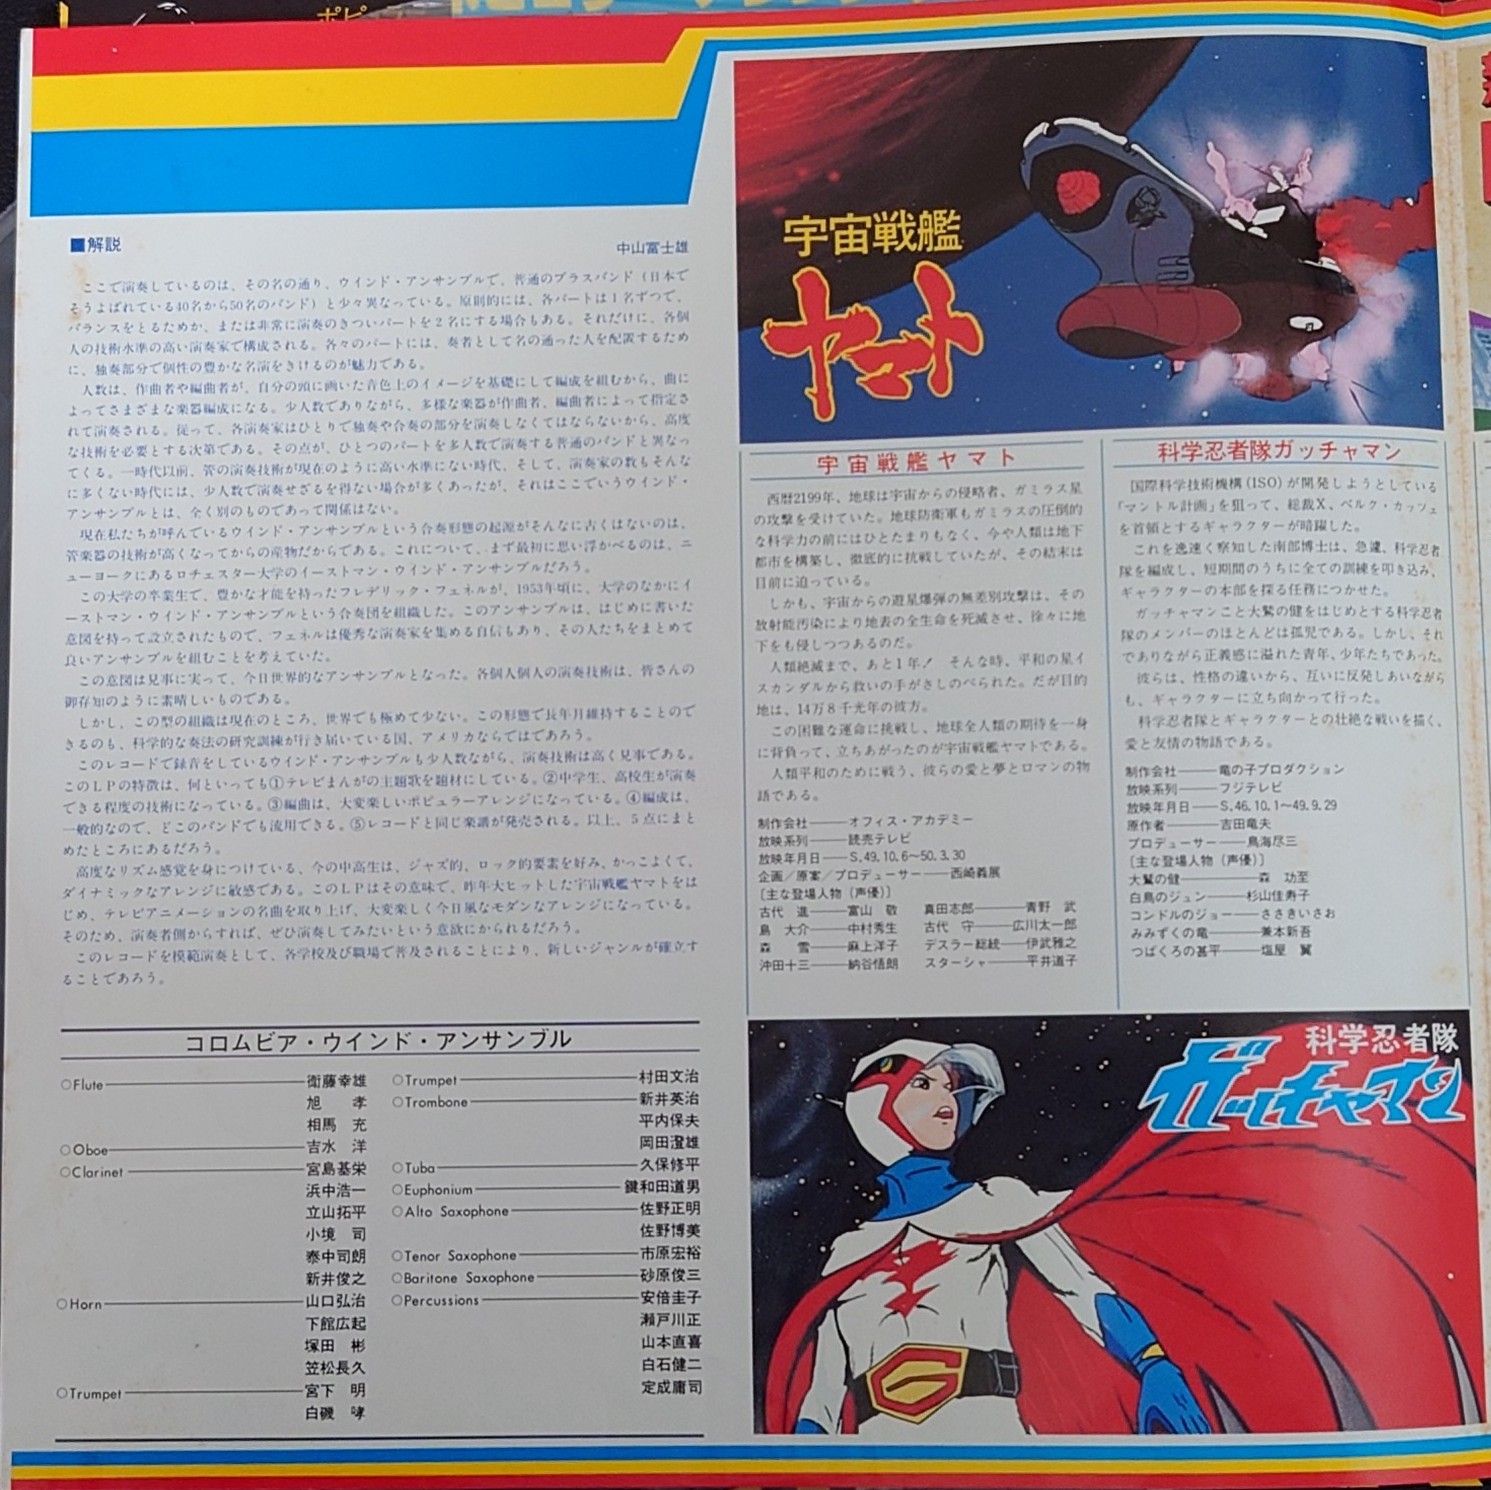 ■解説
中山富士雄
ここで演奏しているのは、その名の通り、ウインド・アンサンブルで、普通のブラスバンド（日本で
そうよばれている40名から50名のバンド）と少々異なっている。原則的には、各パートは１名ずつで、
バランスをとるためか、または非常に演奏のきついパートを２名にする場合もある。それだけに、各個
人の技術水準の高い演奏家で構成される。各々のパートには、奏者として名の通った人を配置するため
に、独奏部分で個性の豊かな名演をきけるのが魅力である。
人数は、作曲者や編曲者が、自分の頭に画いた音色上のイメージを基礎にして編成を組むから、曲に
よってさまざまな楽器編成になる。少人数でありながら、多様な楽器が作曲者、編曲者によって指定さ
れて演奏される。従って、各演奏家はひとりで独奏や合奏の部分を演奏しなくてはならないから、高度
な技術を必要とする次第である。その点が、ひとつのパートを多人数で演奏する普通のバンドと異なっ
てくる。一時代以前、管の演奏技術が現在のように高い水準にない時代、そして、演奏家の数もそんな
に多くない時代には、少人数で演奏せざるを得ない場合が多くあったが、それはここでいうウインド・
アンサンブルとは、全く別のものであって関係はない。
現在私たちが呼んでいるウインド・アンサンブルという合奏形態の起源がそんなに古くはないのは、
管楽器の技術が高くなってからの産物だからである。これについて、まず最初に思い浮かべるのは、ニ
ューヨークにあるロチェスター大学のイーストマン・ウインド・アンサンブルだろう。
この大学の卒業生で、豊かな才能を持ったフレデリック・フェネルが、1953年頃に、大学のなかにイ
ーストマン・ウインド・アンサンブルという合奏団を組織した。このアンサンブルは、はじめに書いた
意図を持って設立されたもので、フェネルは優秀な演奏家を集める自信もあり、その人たちをまとめて
良いアンサンブルを組むことを考えていた。
この意図は見事に実って、今日世界的なアンサンブルとなった。各個人個人の演奏技術は、皆さんの
御存知のように素晴しいものである。
しかし、この型の組織は現在のところ、世界でも極めて少ない。この形態で長年月維持することので
きるのも、科学的な奏法の研究訓練が行き届いている国、アメリカならではであろう。
このレコードで録音をしているウインド・アンサンブルも少人数ながら、演奏技術は高く見事である。
このＬＰの特徴は、何といっても①テレビまんがの主題歌を題材にしている。②中学生、高校生が演奏
できる程度の技術になっている。③編曲は、大変楽しいポピュラーアレンジになっている。④編成は、
一般的なので、どこのバンドでも流用できる。⑤レコードと同じ楽譜が発売される。以上、５点にまと
めたところにあるだろう。
高度なリズム感覚を身につけている、今の中高生は、ジャズ的、ロック的要素を好み、かっこよくて、
ダイナミックなアレンジに敏感である。このＬＰはその意味で、昨年大ヒットした宇宙戦艦ヤマトをは
じめ、テレビアニメーションの名曲を取り上げ、大変楽しく今日風なモダンなアレンジになっている。
そのため、演奏者側からすれば、ぜひ演奏してみたいという意欲にかられるだろう。
このレコードを模範演奏として、各学校及び職場で普及されることにより、新しいジャンルが確立す
ることであろう。
コロムビア・ウインド・アンサンブル
○Flute 衛藤幸雄
旭 孝
相馬 充
○Oboe 吉水 洋
○Clarinet 宮島基栄
浜中浩一
立山拓平
小境 司
泰中司朗
新井俊之
○Horn 山口弘治
下館広起
塚田 彬
笠松長久
○Trumpet 宮下 明
白磯 哮
○Trumpet 村田文治
○Trombone 新井英治
平内保夫
岡田澄雄
○Tuba 久保修平
○Euphonium 鍵和田道男
○Alto Saxophone 佐野正明
佐野博美
○Tenor Saxophone 市原宏裕
○Baritone Saxophone 砂原俊三
○Percussions 安倍圭子
瀬戸川正
山本直喜
白石健二
定成庸司
宇宙戦艦
ヤマト
宇宙戦艦ヤマト
西暦2199年、地球は宇宙からの侵略者、ガミラス星
の攻撃を受けていた。地球防衛軍もガミラスの圧倒的
な科学力の前にはひとたまりもなく、今や人類は地下
都市を構築し、徹底的に抗戦していたが、その結末は
目前に迫っている。
しかも、宇宙からの遊星爆弾の無差別攻撃は、その
放射能汚染により地表の全生命を死滅させ、徐々に地
下をも侵しつつあるのだ。
人類絶滅まで、あと１年！ そんな時、平和の星イ
スカンダルから救いの手がさしのべられた。だが目的
地は、14万８千光年の彼方。
この困難な運命に挑戦し、地球全人類の期待を一身
に背負って、立ちあがったのが宇宙戦艦ヤマトである。
人類平和のために戦う、彼らの愛と夢とロマンの物
語である。
制作会社――オフィス・アカデミー
放映系列――読売テレビ
放映年月日――S.49.10.6～50.3.30
企画／原案／プロデューサー――西崎義展
〔主な登場人物（声優）〕
古代 進――富山 敬 真田志郎――青野 武
島 大介――中村秀生 古代 守――広川太一郎
森 雪――麻上洋子 デスラー総統――伊武雅之
沖田十三――納谷悟朗 スターシャ――平井道子
科学忍者隊ガッチャマン
国際科学技術機構（ISO）が開発しようとしている
「マントル計画」を狙って、総裁X、ベルク・カッツェ
を首領とするギャラクターが暗躍した。
これを逸速く察知した南部博士は、急遽、科学忍者
隊を編成し、短期間のうちに全ての訓練を叩き込み、
ギャラクターの本部を探る任務につかせた。
ガッチャマンこと大鷲の健をはじめとする科学忍者
隊のメンバーのほとんどは孤児である。しかし、それ
でありながら正義感に溢れた青年、少年たちであった。
彼らは、性格の違いから、互いに反発しあいながら
も、ギャラクターに立ち向かって行った。
科学忍者隊とギャラクターとの壮絶な戦いを描く、
愛と友情の物語である。
制作会社――竜の子プロダクション
放映系列――フジテレビ
放映年月日――S.46.10.1～49.9.29
原作者――吉田竜夫
プロデューサー――鳥海尽三
〔主な登場人物（声優）〕
大鷲の健――森 功至
白鳥のジュン――杉山佳寿子
コンドルのジョー――ささきいさお
みみずくの竜――兼本新吾
つばくろの甚平――塩屋 翼
科学忍者隊
ガッチャマン